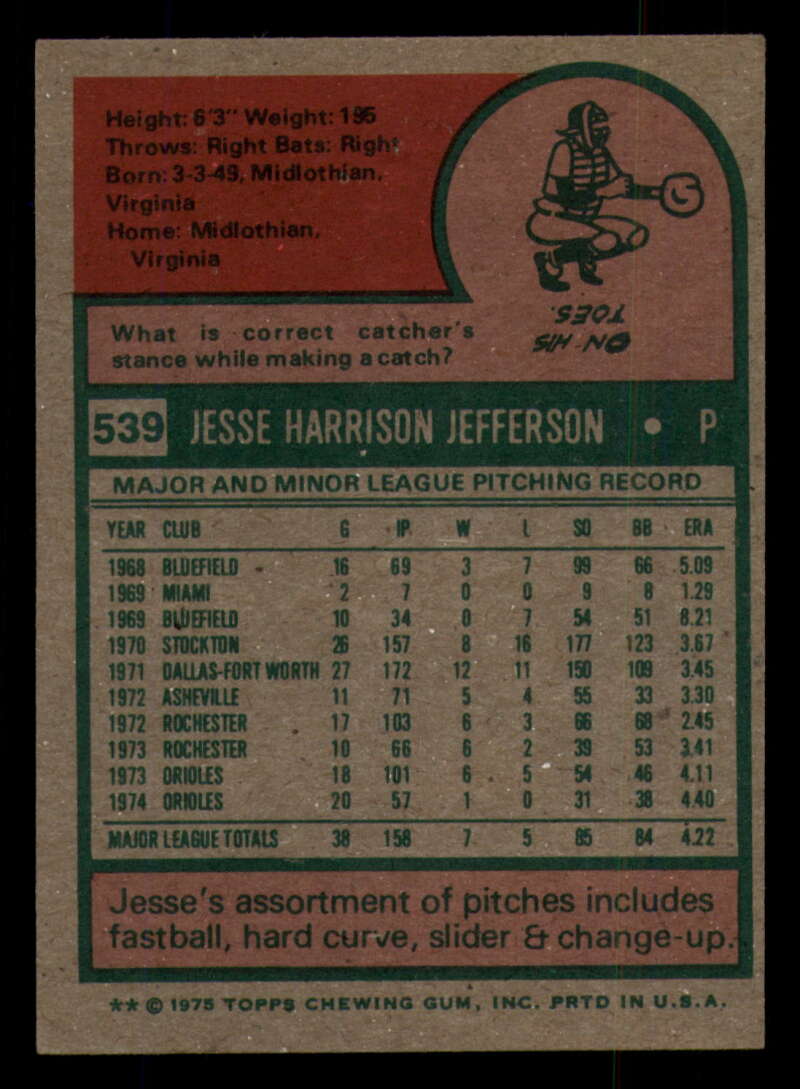 Height: 6'3" Weight: 195
Throws: Right Bats: Right
Born: 3-3-49, Midlothian,
Virginia
Home: Midlothian,
Virginia
What is correct catcher's
stance while making a catch?
ON HIS
TOES.
539 JESSE HARRISON JEFFERSON • P
MAJOR AND MINOR LEAGUE PITCHING RECORD
YEAR CLUB G IP W L SO BB ERA
1968 BLUEFIELD 16 69 3 7 99 66 5.09
1969 MIAMI 2 7 0 0 9 8 1.29
1969 BLUEFIELD 10 34 0 7 54 51 8.21
1970 STOCKTON 26 157 8 16 177 123 3.67
1971 DALLAS-FORT WORTH 27 172 12 11 150 109 3.45
1972 ASHEVILLE 11 71 5 4 55 33 3.30
1972 ROCHESTER 17 103 6 3 66 68 2.45
1973 ROCHESTER 10 66 6 2 39 53 3.41
1973 ORIOLES 18 101 6 5 54 46 4.11
1974 ORIOLES 20 57 1 0 31 38 4.40
MAJOR LEAGUE TOTALS 38 158 7 5 85 84 4.22
Jesse's assortment of pitches includes
fastball, hard curve, slider & change-up.
** © 1975 TOPPS CHEWING GUM, INC. PRTD IN U.S.A.